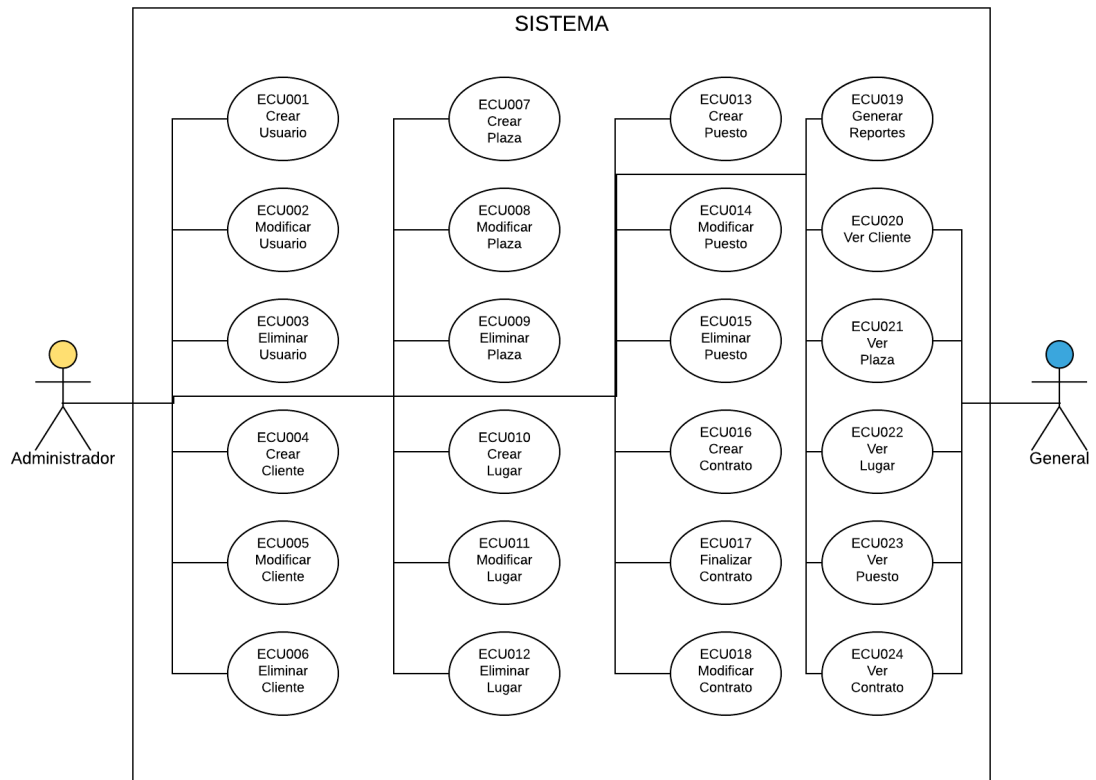 SISTEMA
ECU001
Crear
Usuario
ECU002
Modificar
Usuario
ECU003
Eliminar
Usuario
ECU004
Crear
Cliente
ECU005
Modificar
Cliente
ECU006
Eliminar
Cliente
ECU007
Crear
Plaza
ECU008
Modificar
Plaza
ECU009
Eliminar
Plaza
ECU010
Crear
Lugar
ECU011
Modificar
Lugar
ECU012
Eliminar
Lugar
ECU013
Crear
Puesto
ECU014
Modificar
Puesto
ECU015
Eliminar
Puesto
ECU016
Crear
Contrato
ECU017
Finalizar
Contrato
ECU018
Modificar
Contrato
ECU019
Generar
Reportes
ECU020
Ver Cliente
ECU021
Ver
Plaza
ECU022
Ver
Lugar
ECU023
Ver
Puesto
ECU024
Ver
Contrato
Administrador
General